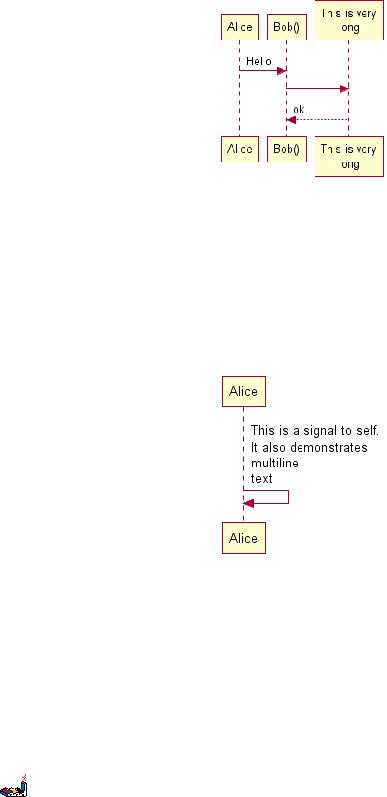 Alice
Bob()
This is very
long
Hello
ok
Alice
Bob()
This is very
long
Alice
This is a signal to self.
It also demonstrates
multiline
text
Alice